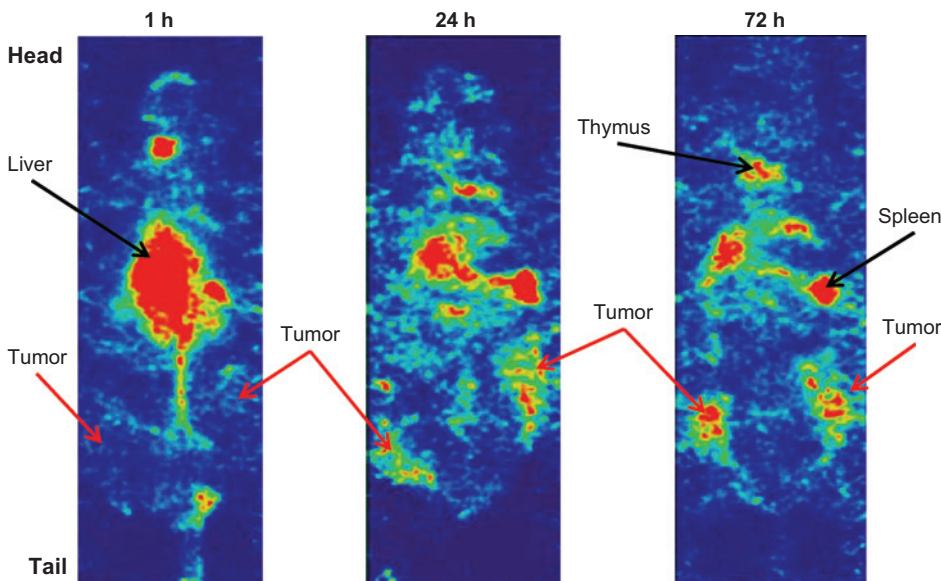 1 h
24 h
72 h
Head
Thymus
Liver
Spleen
Tumor
Tumor
Tumor
Tumor
Tail